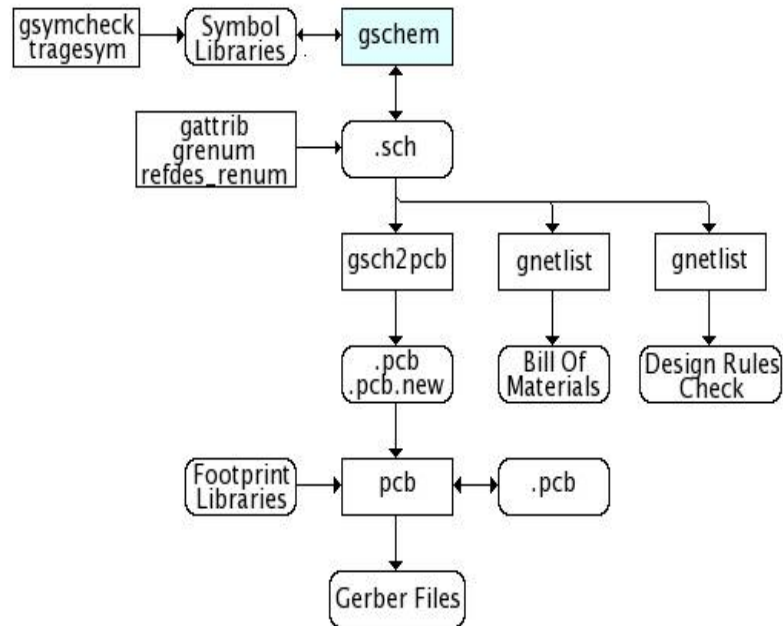 gsymcheck
tragesym
Symbol
Libraries
gschem
gattrib
grenum
refdes_renum
.sch
gsch2pcb
gnetlist
gnetlist
.pcb
.pcb.new
Bill Of
Materials
Design Rules
Check
Footprint
Libraries
pcb
.pcb
Gerber Files